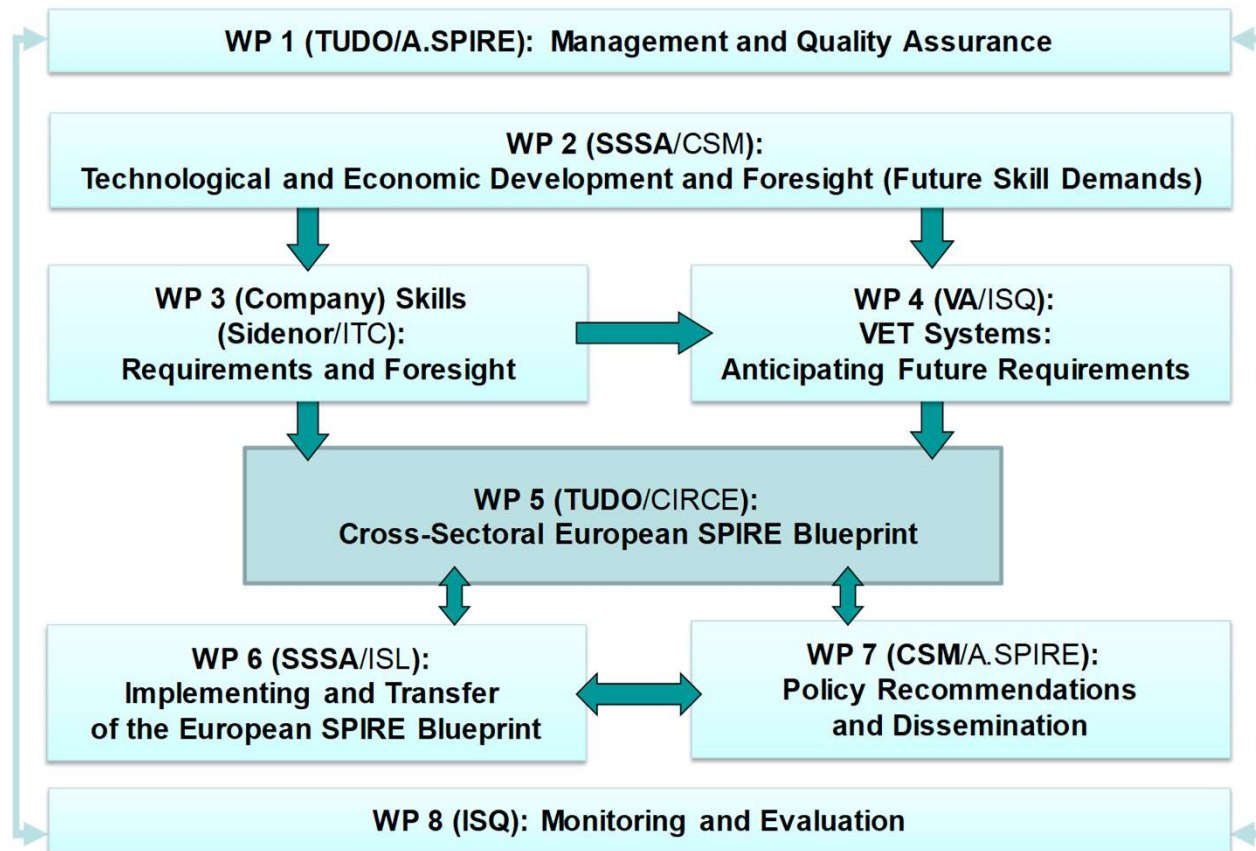 WP 1 (TUDO/A.SPIRE): Management and Quality Assurance
WP 2 (SSSA/CSM):
Technological and Economic Development and Foresight (Future Skill Demands)
WP 3 (Company) Skills
(Sidenor/ITC):
Requirements and Foresight
WP 4 (VA/ISQ):
VET Systems:
Anticipating Future Requirements
WP 5 (TUDO/CIRCE):
Cross-Sectoral European SPIRE Blueprint
WP 6 (SSSA/ISL):
Implementing and Transfer
of the European SPIRE Blueprint
WP 7 (CSM/A.SPIRE):
Policy Recommendations
and Dissemination
WP 8 (ISQ): Monitoring and Evaluation